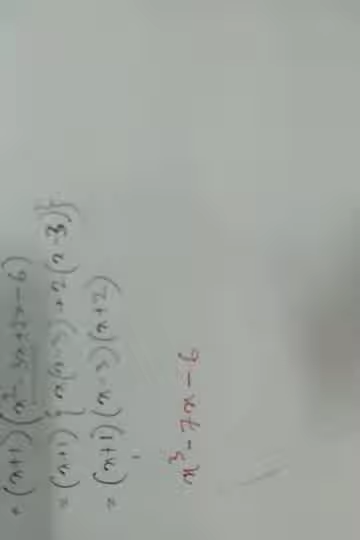 = (x+1) (x² - 3x + 2x - 6)
= (x+1) { x(x-3) + 2(x-3)}
= (x+1) (x-3) (x+2)
x³ - 7x - 6